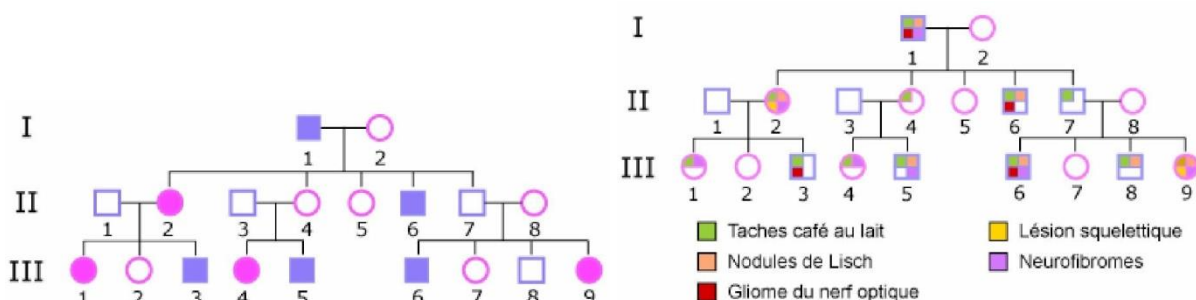 I
1 2
II
1 2 3 4 5 6 7 8
III
1 2 3 4 5 6 7 8 9
I
1 2
II
1 2 3 4 5 6 7 8
III
1 2 3 4 5 6 7 8 9
Taches café au lait
Lésion squelettique
Nodules de Lisch
Neurofibromes
Gliome du nerf optique